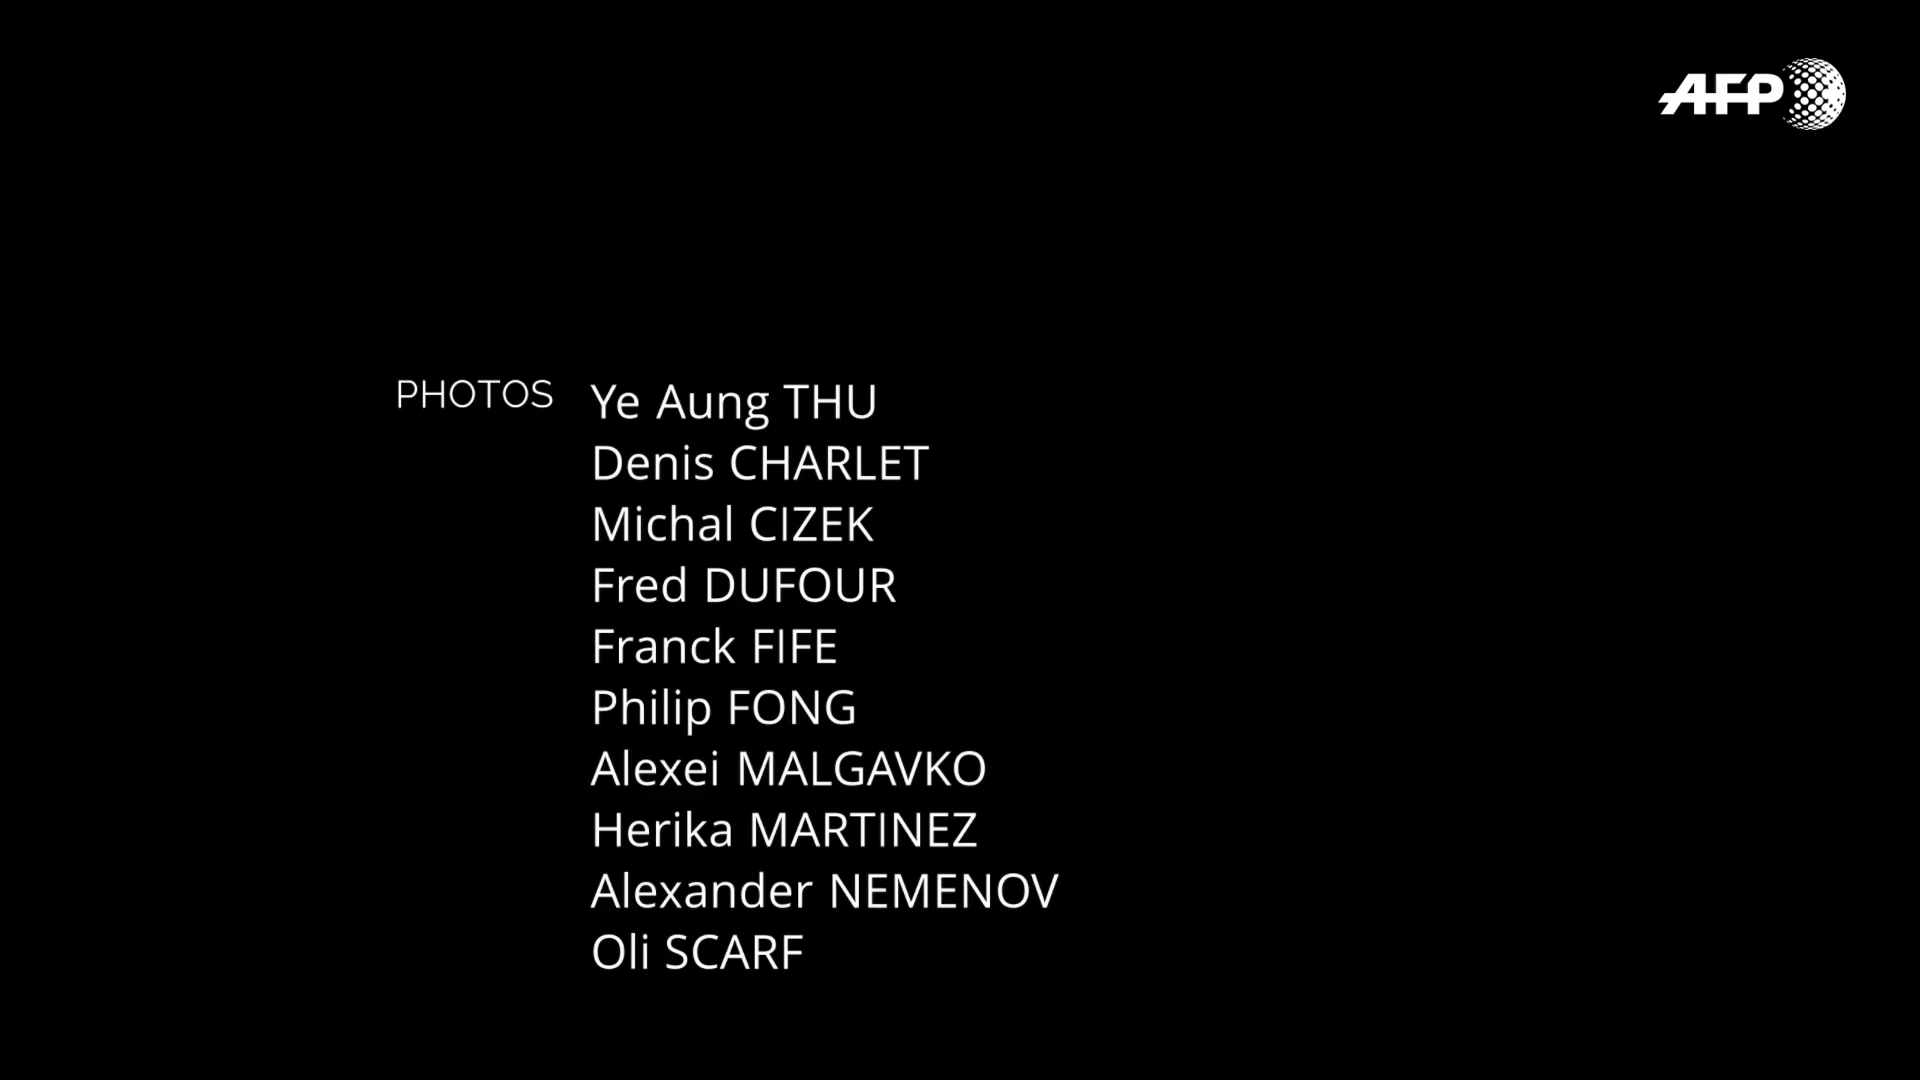 AFP
PHOTOS
Ye Aung THU
Denis CHARLET
Michal CIZEK
Fred DUFOUR
Franck FIFE
Philip FONG
Alexei MALGAVKO
Herika MARTINEZ
Alexander NEMENOV
Oli SCARF